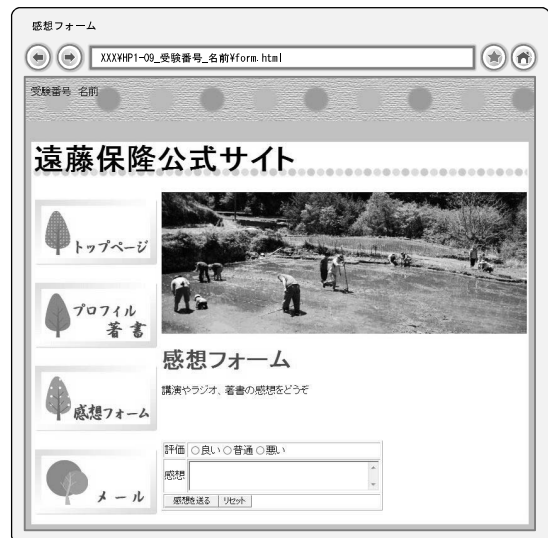 感想フォーム
XXX¥HP1-09_受験番号_名前¥form.html
受験番号 名前
遠藤保隆公式サイト
トップページ
プロフィル
著書
感想フォーム
メール
感想フォーム
講演やラジオ、著書の感想をどうぞ
評価 ○良い ○普通 ○悪い
感想
感想を送る リセット